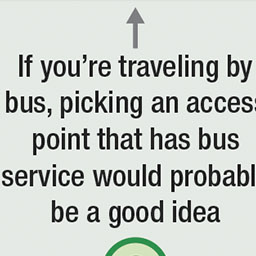 If you're traveling by
bus, picking an access
point that has bus
service would probabl
be a good idea